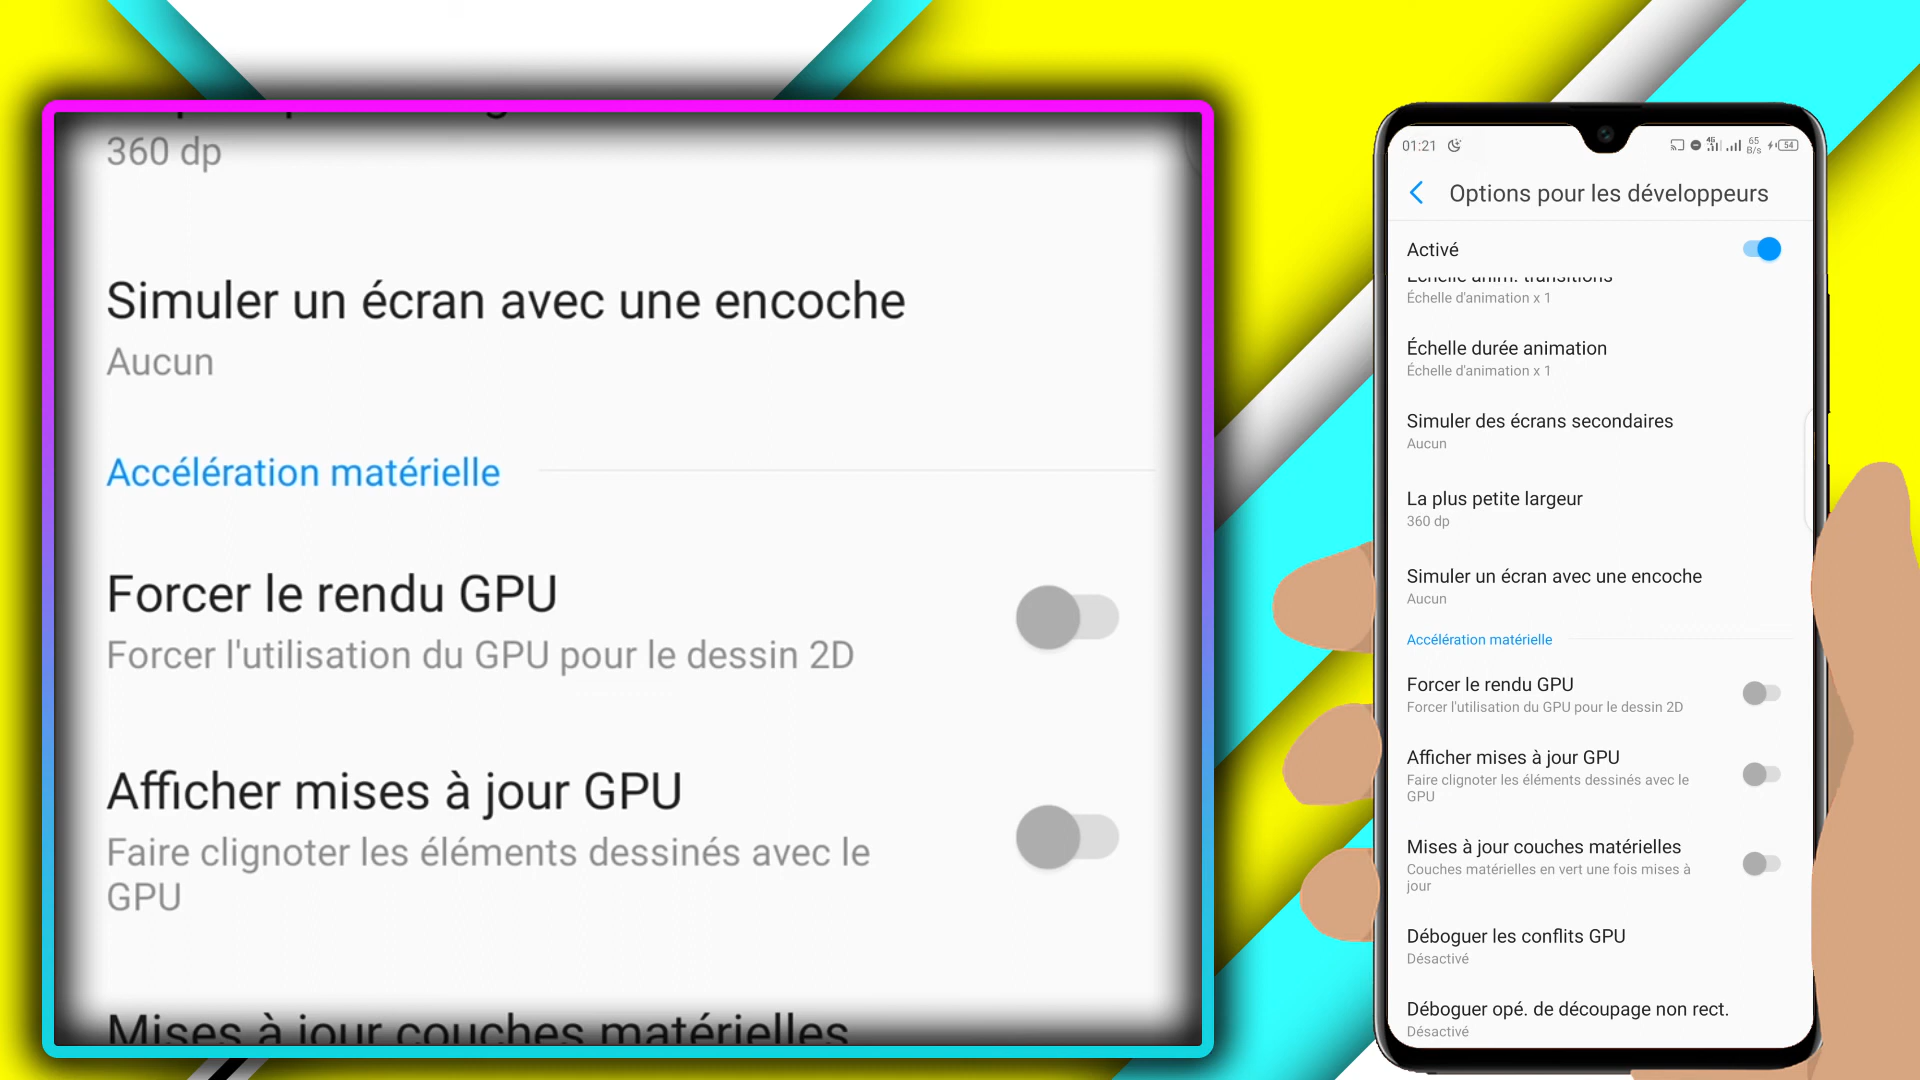 360 dp
Simuler un écran avec une encoche
Aucun
Accélération matérielle
Forcer le rendu GPU
Forcer l'utilisation du GPU pour le dessin 2D
Afficher mises à jour GPU
Faire clignoter les éléments dessinés avec le
GPU
Mises à jour couches matérielles
01:21
4G
65
B/s
54
Options pour les développeurs
Activé
Échelle anim. transitions
Échelle d'animation x 1
Échelle durée animation
Échelle d'animation x 1
Simuler des écrans secondaires
Aucun
La plus petite largeur
360 dp
Simuler un écran avec une encoche
Aucun
Accélération matérielle
Forcer le rendu GPU
Forcer l'utilisation du GPU pour le dessin 2D
Afficher mises à jour GPU
Faire clignoter les éléments dessinés avec le
GPU
Mises à jour couches matérielles
Couches matérielles en vert une fois mises à
jour
Déboguer les conflits GPU
Désactivé
Déboguer opé. de découpage non rect.
Désactivé